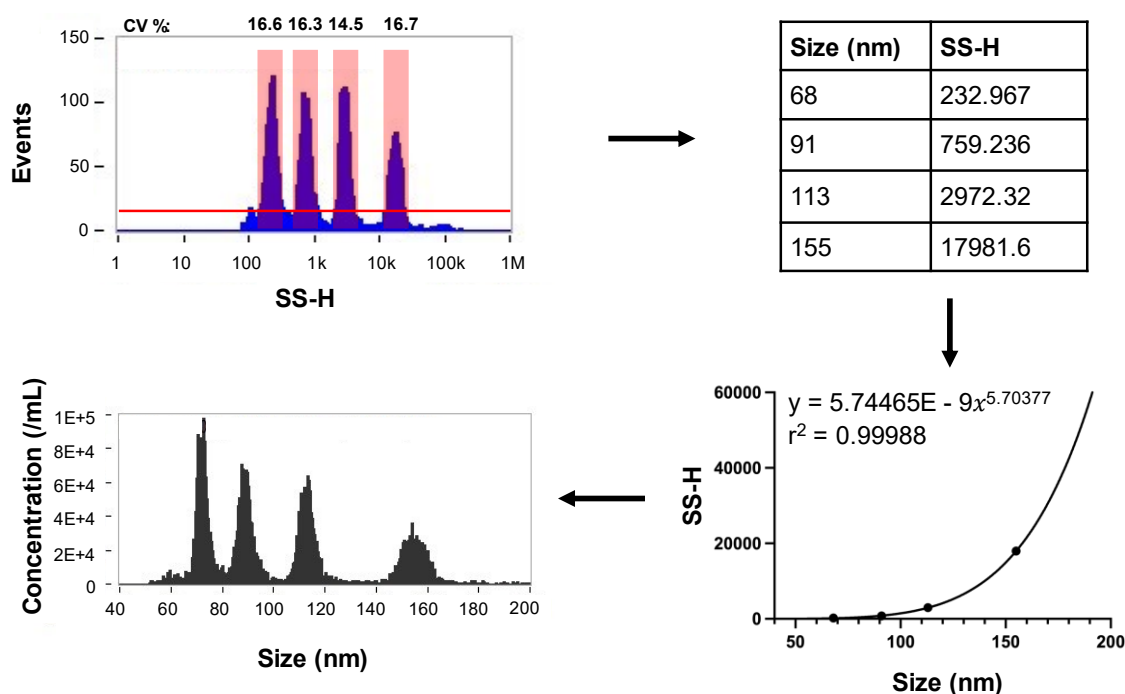 CV %: 16.6 16.3 14.5 16.7
150
100
50
0
Events
1 10 100 1k 10k 100k 1M
SS-H
Size (nm) SS-H
68 232.967
91 759.236
113 2972.32
155 17981.6
60000
40000
20000
0
SS-H
y = 5.74465E - 9x^5.70377
r² = 0.99988
50 100 150 200
Size (nm)
1E+5
8E+4
6E+4
4E+4
2E+4
0
Concentration (/mL)
40 60 80 100 120 140 160 180 200
Size (nm)